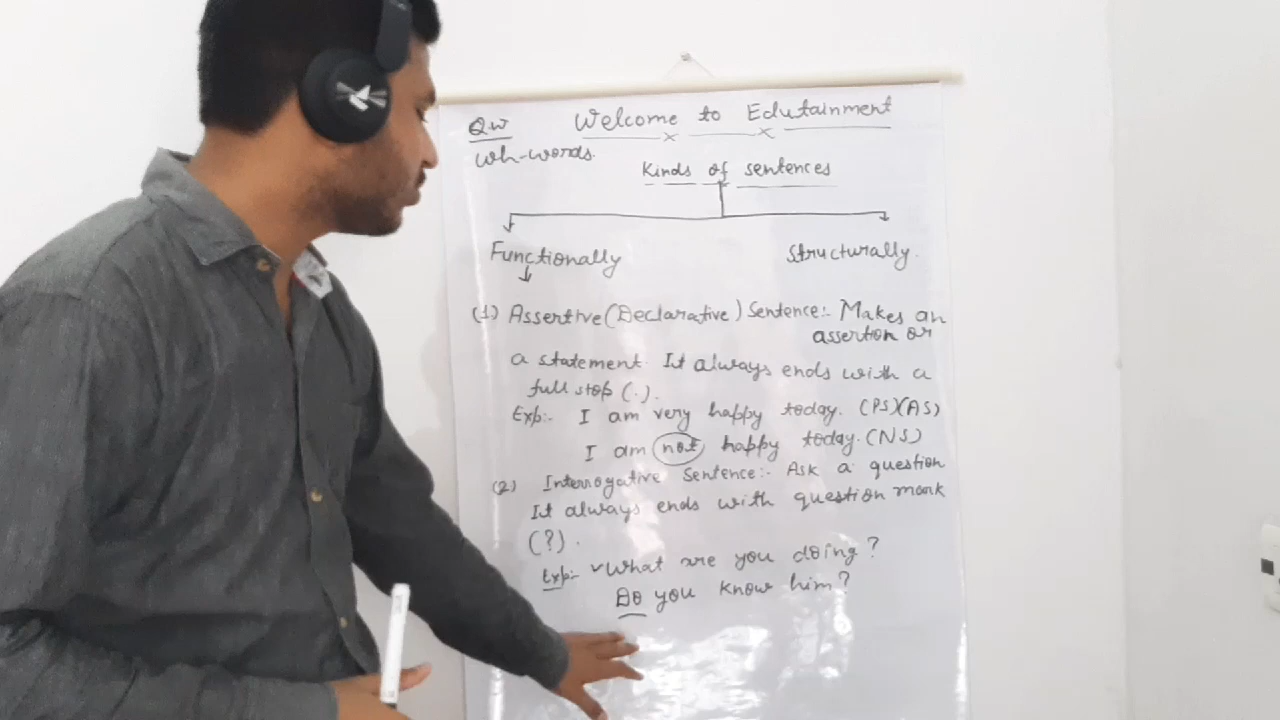 QW
Welcome to Edutainment
Wh-words.
Kinds of sentences
Functionally
Structurally.
(1) Assertive (Declarative) Sentence:- Makes an
assertion or
a statement. It always ends with a
full stop (.).
Exp:- I am very happy today. (PS)(AS)
I am not happy today. (NS)
(2) Interrogative Sentence:- Ask a question
It always ends with question mark
(?).
Exp:- What are you doing?
Do you know him?